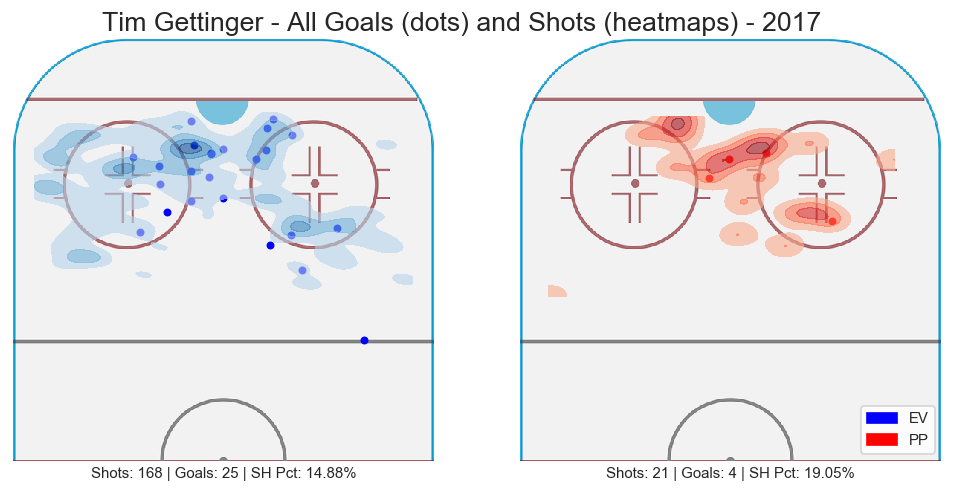 Tim Gettinger - All Goals (dots) and Shots (heatmaps) - 2017
EV
PP
Shots: 168 | Goals: 25 | SH Pct: 14.88%
Shots: 21 | Goals: 4 | SH Pct: 19.05%